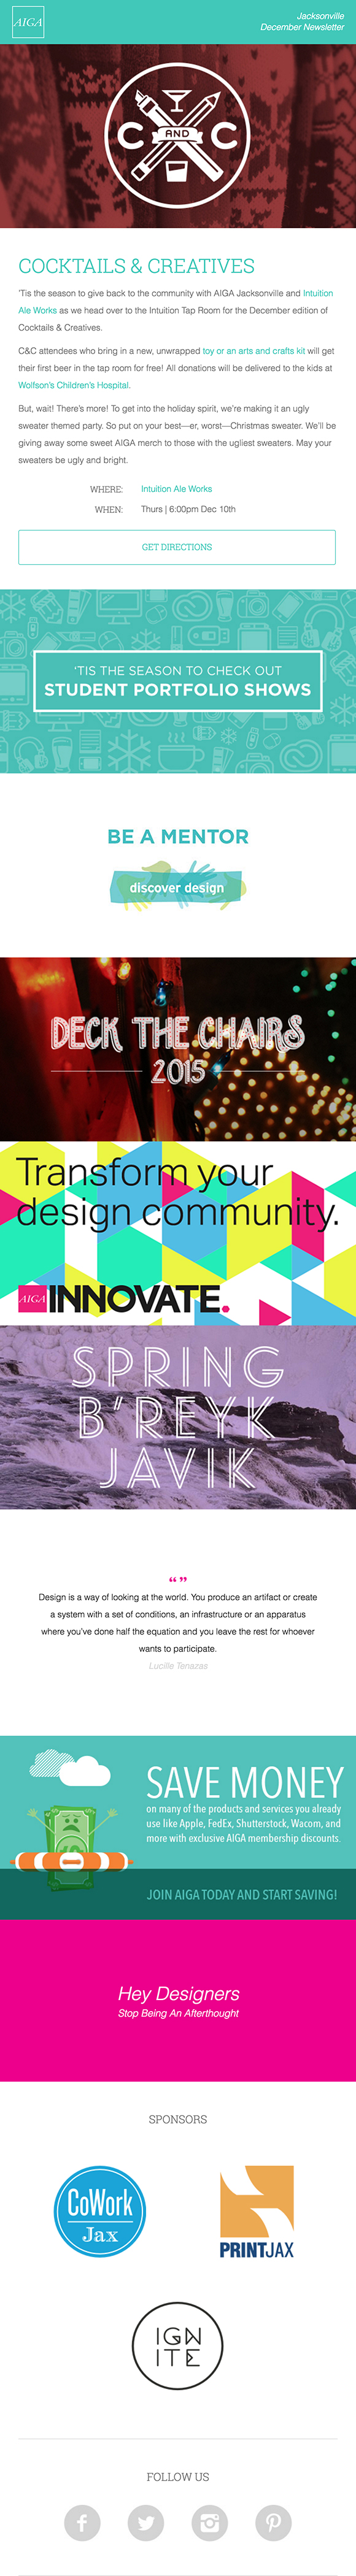 AIGA
Jacksonville
December Newsletter
C AND C
COCKTAILS & CREATIVES
'Tis the season to give back to the community with AIGA Jacksonville and Intuition
Ale Works as we head over to the Intuition Tap Room for the December edition of
Cocktails & Creatives.
C&C attendees who bring in a new, unwrapped toy or an arts and crafts kit will get
their first beer in the tap room for free! All donations will be delivered to the kids at
Wolfson's Children's Hospital.
But, wait! There's more! To get into the holiday spirit, we're making it an ugly
sweater themed party. So put on your best—er, worst—Christmas sweater. We'll be
giving away some sweet AIGA merch to those with the ugliest sweaters. May your
sweaters be ugly and bright.
WHERE: Intuition Ale Works
WHEN: Thurs | 6:00pm Dec 10th
GET DIRECTIONS
'TIS THE SEASON TO CHECK OUT
STUDENT PORTFOLIO SHOWS
BE A MENTOR
discover design
DECK THE CHAIRS
2015
Transform your
design community.
AIGA INNOVATE.
SPRING
B'REYK
JAVIK
“ ”
Design is a way of looking at the world. You produce an artifact or create
a system with a set of conditions, an infrastructure or an apparatus
where you've done half the equation and you leave the rest for whoever
wants to participate.
Lucille Tenazas
SAVE MONEY
on many of the products and services you already
use like Apple, FedEx, Shutterstock, Wacom, and
more with exclusive AIGA membership discounts.
JOIN AIGA TODAY AND START SAVING!
Hey Designers
Stop Being An Afterthought
SPONSORS
CoWork
Jax
PRINTJAX
IGN
ITE
FOLLOW US